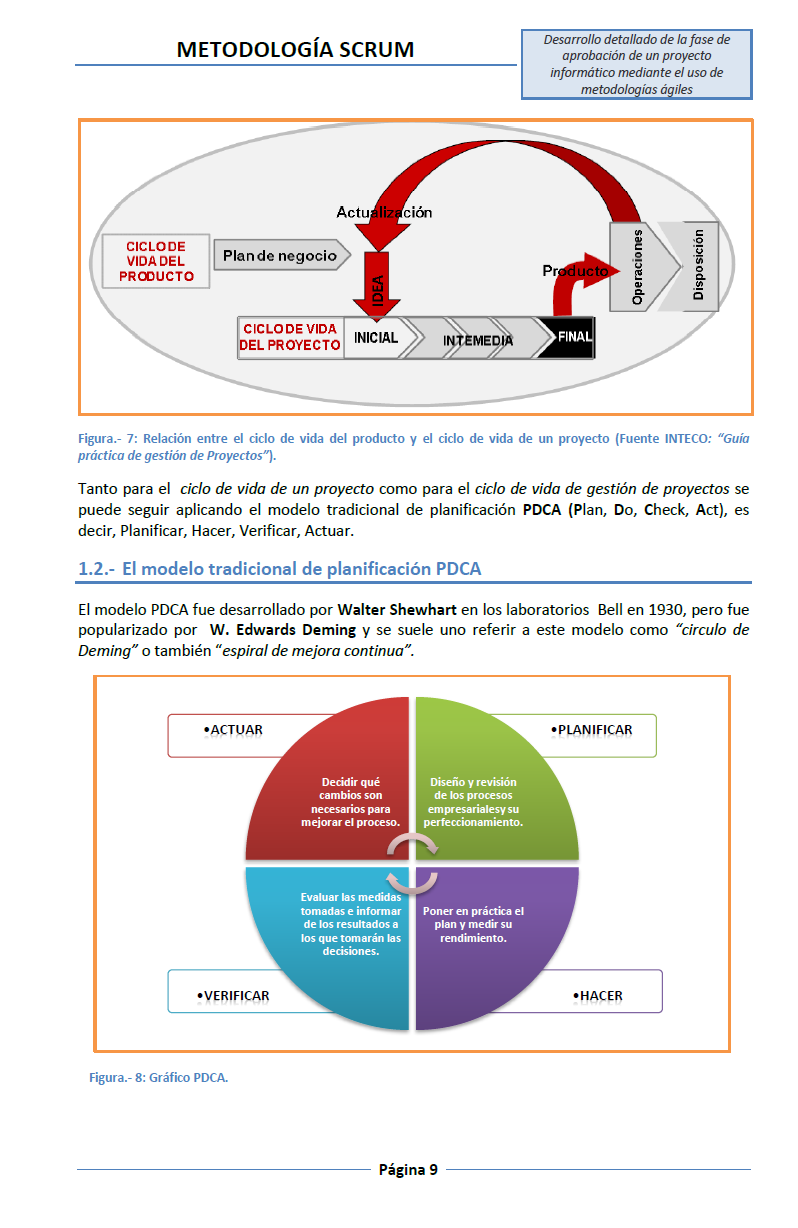 METODOLOGÍA SCRUM
Desarrollo detallado de la fase de
aprobación de un proyecto
informático mediante el uso de
metodologías ágiles
Actualización
CICLO DE
VIDA DEL
PRODUCTO
Plan de negocio
IDEA
Producto
Operaciones
Disposición
CICLO DE VIDA
DEL PROYECTO
INICIAL
INTEMEDIA
FINAL
Figura.- 7: Relación entre el ciclo de vida del producto y el ciclo de vida de un proyecto (Fuente INTECO: “Guía
práctica de gestión de Proyectos”).
Tanto para el ciclo de vida de un proyecto como para el ciclo de vida de gestión de proyectos se
puede seguir aplicando el modelo tradicional de planificación PDCA (Plan, Do, Check, Act), es
decir, Planificar, Hacer, Verificar, Actuar.
1.2.- El modelo tradicional de planificación PDCA
El modelo PDCA fue desarrollado por Walter Shewhart en los laboratorios Bell en 1930, pero fue
popularizado por W. Edwards Deming y se suele uno referir a este modelo como “circulo de
Deming” o también “espiral de mejora continua”.
•ACTUAR
Decidir qué
cambios son
necesarios para
mejorar el proceso.
•PLANIFICAR
Diseño y revisión
de los procesos
empresarialesy su
perfeccionamiento.
Evaluar las medidas
tomadas e informar
de los resultados a
los que tomarán las
decisiones.
•VERIFICAR
Poner en práctica el
plan y medir su
rendimiento.
•HACER
Figura.- 8: Gráfico PDCA.
Página 9